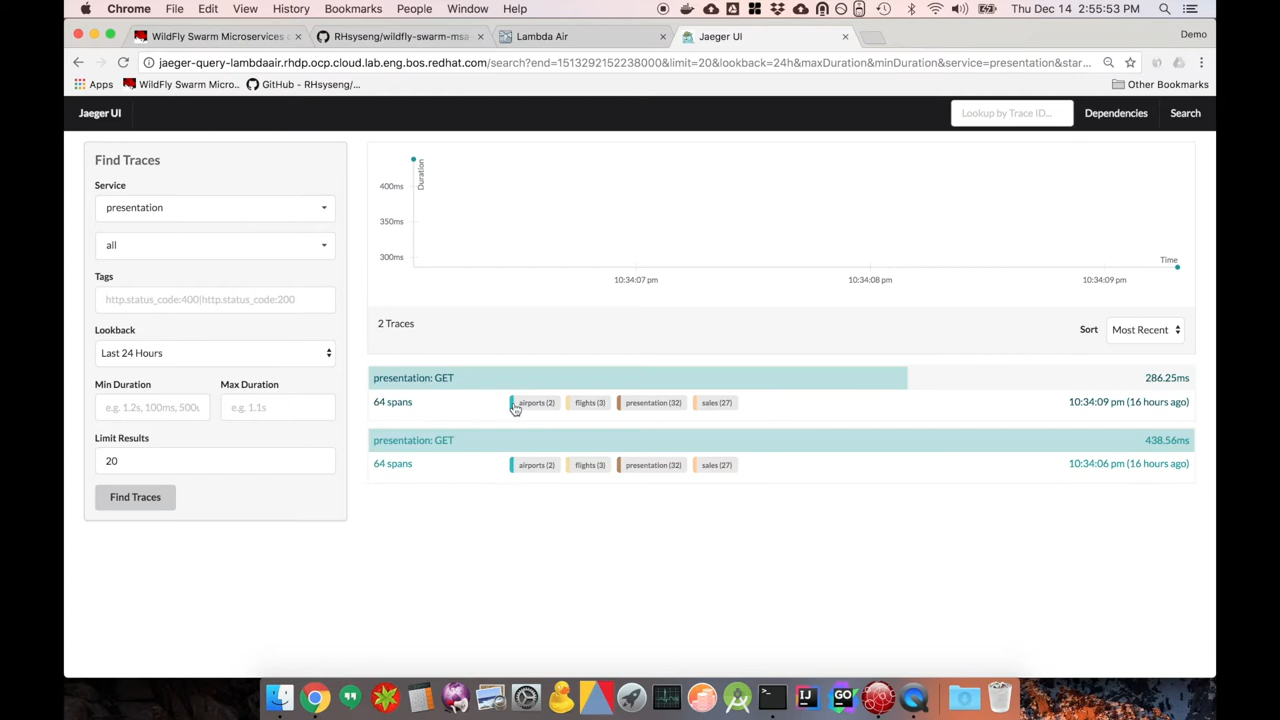 Chrome File Edit View History Bookmarks People Window Help Thu Dec 14 2:55:53 PM
WildFly Swarm Microservices o RHsyseng/wildfly-swarm-msa Lambda Air Jaeger UI Demo
jaeger-query-lambdaair.rhdp.ocp.cloud.lab.eng.bos.redhat.com/search?end=1513292152238000&limit=20&lookback=24h&maxDuration&minDuration&service=presentation&star...
Apps WildFly Swarm Micro... GitHub - RHsyseng/... Other Bookmarks
Jaeger UI Lookup by Trace ID... Dependencies Search
Find Traces
Service
presentation
all
Tags
http.status_code:400|http.status_code:200
Lookback
Last 24 Hours
Min Duration Max Duration
e.g. 1.2s, 100ms, 500u e.g. 1.1s
Limit Results
20
Find Traces
Duration
400ms
350ms
300ms
Time
10:34:07 pm 10:34:08 pm 10:34:09 pm
2 Traces Sort Most Recent
presentation: GET 286.25ms
64 spans airports (2) flights (3) presentation (32) sales (27) 10:34:09 pm (16 hours ago)
presentation: GET 438.56ms
64 spans airports (2) flights (3) presentation (32) sales (27) 10:34:06 pm (16 hours ago)
IJ
GO